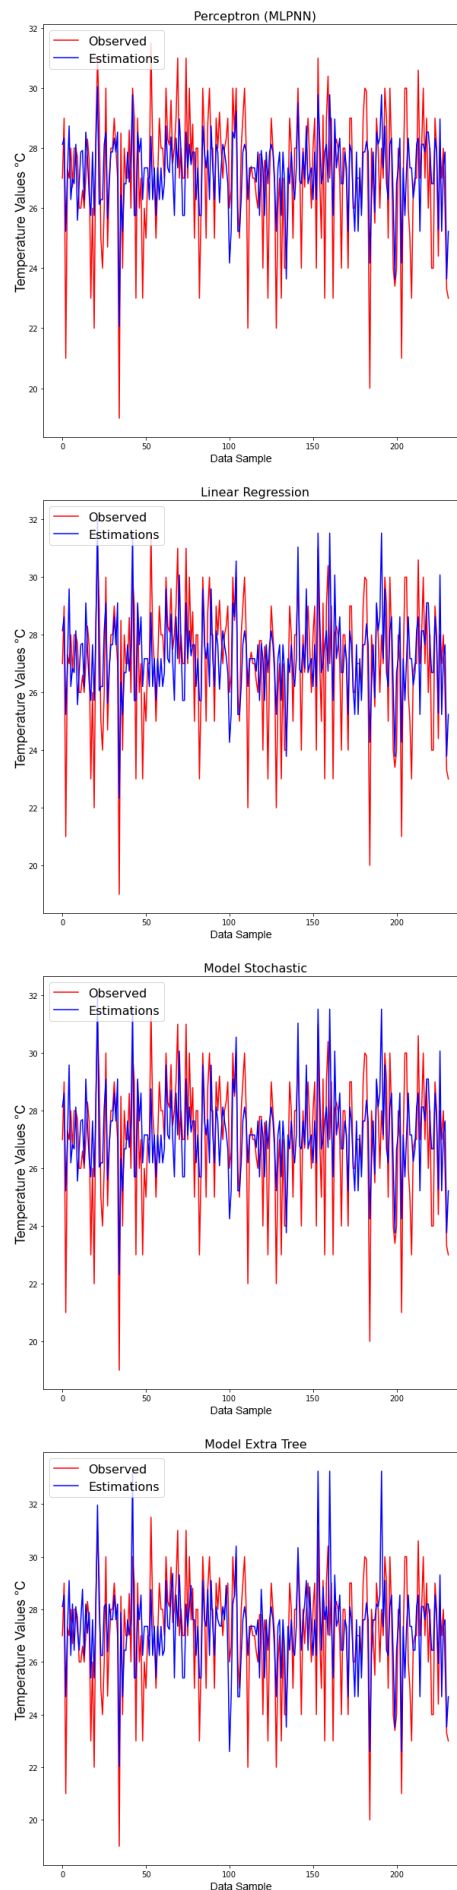 Perceptron (MLPNN)
Observed
Estimations
Temperature Values °C
32
30
28
26
24
22
20
0 50 100 150 200
Data Sample
Linear Regression
Observed
Estimations
Temperature Values °C
32
30
28
26
24
22
20
0 50 100 150 200
Data Sample
Model Stochastic
Observed
Estimations
Temperature Values °C
32
30
28
26
24
22
20
0 50 100 150 200
Data Sample
Model Extra Tree
Observed
Estimations
Temperature Values °C
32
30
28
26
24
22
20
0 50 100 150 200
Data Sample